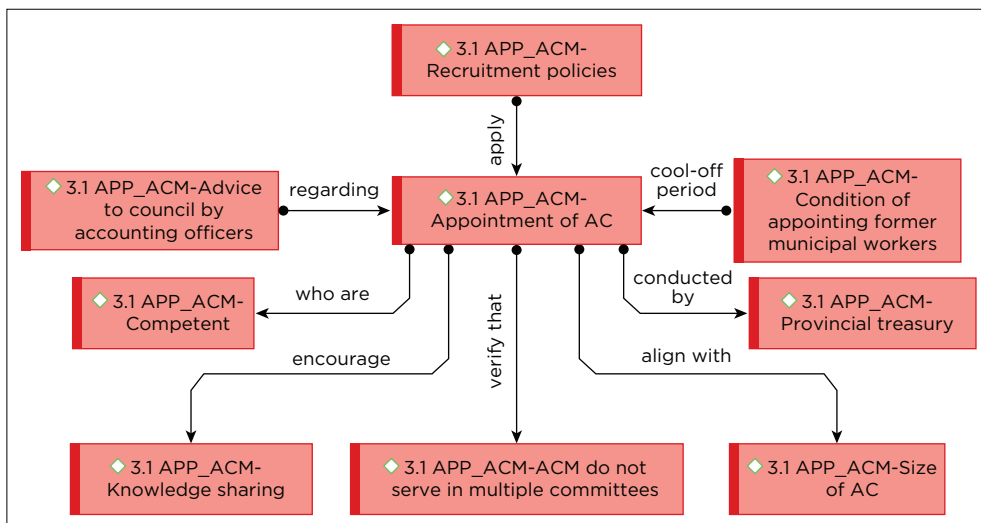 3.1 APP_ACM-
Recruitment policies
apply
3.1 APP_ACM-Advice
to council by
accounting officers
regarding
3.1 APP_ACM-
Appointment of AC
cool-off
period
3.1 APP_ACM-
Condition of
appointing former
municipal workers
3.1 APP_ACM-
Competent
who are
conducted
by
3.1 APP_ACM-
Provincial treasury
encourage
verify that
align with
3.1 APP_ACM-
Knowledge sharing
3.1 APP_ACM-ACM do not
serve in multiple committees
3.1 APP_ACM-Size
of AC